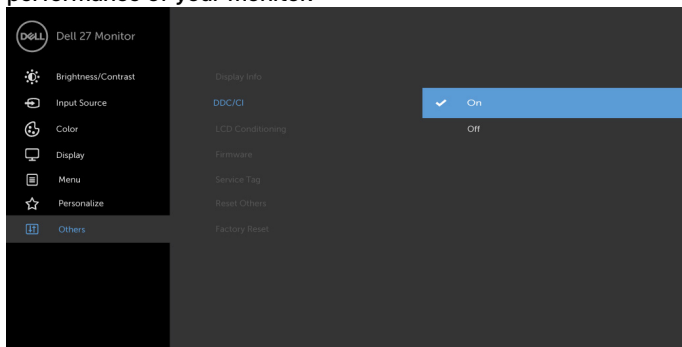 performance of your monitor.
DELL Dell 27 Monitor
Brightness/Contrast Display Info
Input Source DDC/CI On
Color LCD Conditioning Off
Display Firmware
Menu Service Tag
Personalize Reset Others
Others Factory Reset